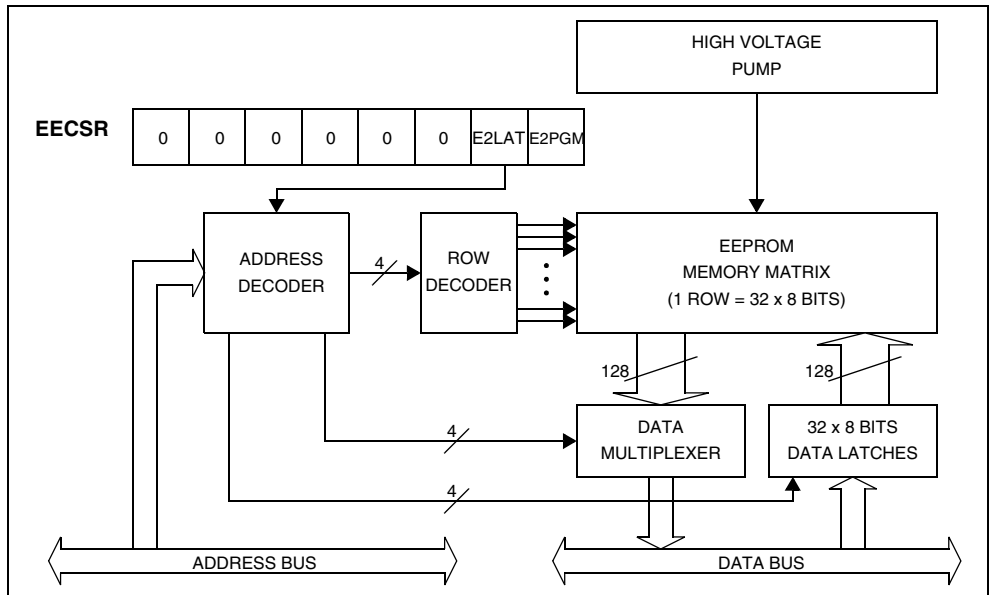 HIGH VOLTAGE
PUMP
EECSR
0 0 0 0 0 0 E2LAT E2PGM
ADDRESS
DECODER
4
ROW
DECODER
EEPROM
MEMORY MATRIX
(1 ROW = 32 x 8 BITS)
128
128
4
DATA
MULTIPLEXER
32 x 8 BITS
DATA LATCHES
4
ADDRESS BUS
DATA BUS